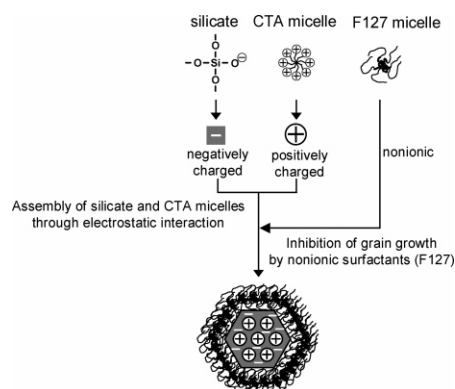 silicate CTA micelle F127 micelle
⊖
O
O Si O
O
− +
negatively charged
positively charged
nonionic
Assembly of silicate and CTA micelles
through electrostatic interaction
Inhibition of grain growth
by nonionic surfactants (F127)